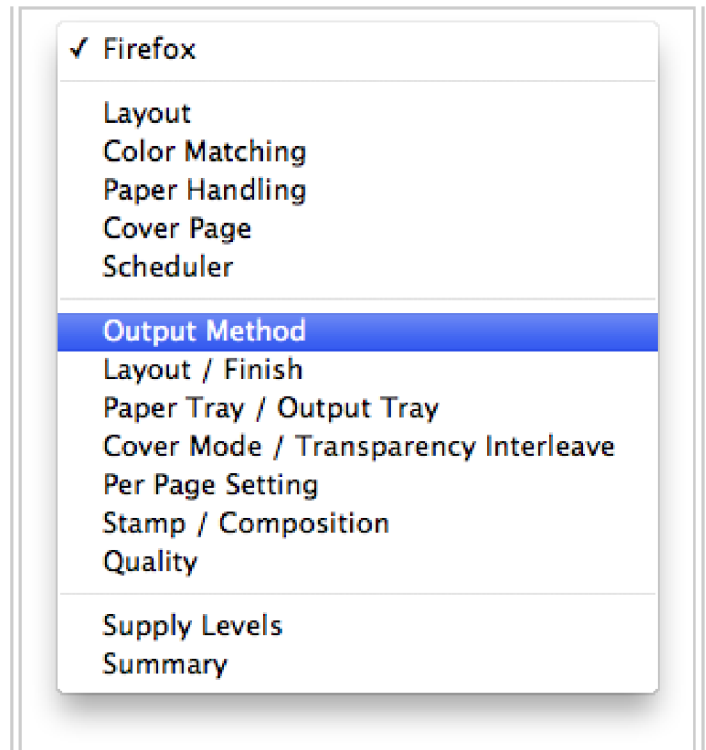 ✓ Firefox
Layout
Color Matching
Paper Handling
Cover Page
Scheduler
Output Method
Layout / Finish
Paper Tray / Output Tray
Cover Mode / Transparency Interleave
Per Page Setting
Stamp / Composition
Quality
Supply Levels
Summary